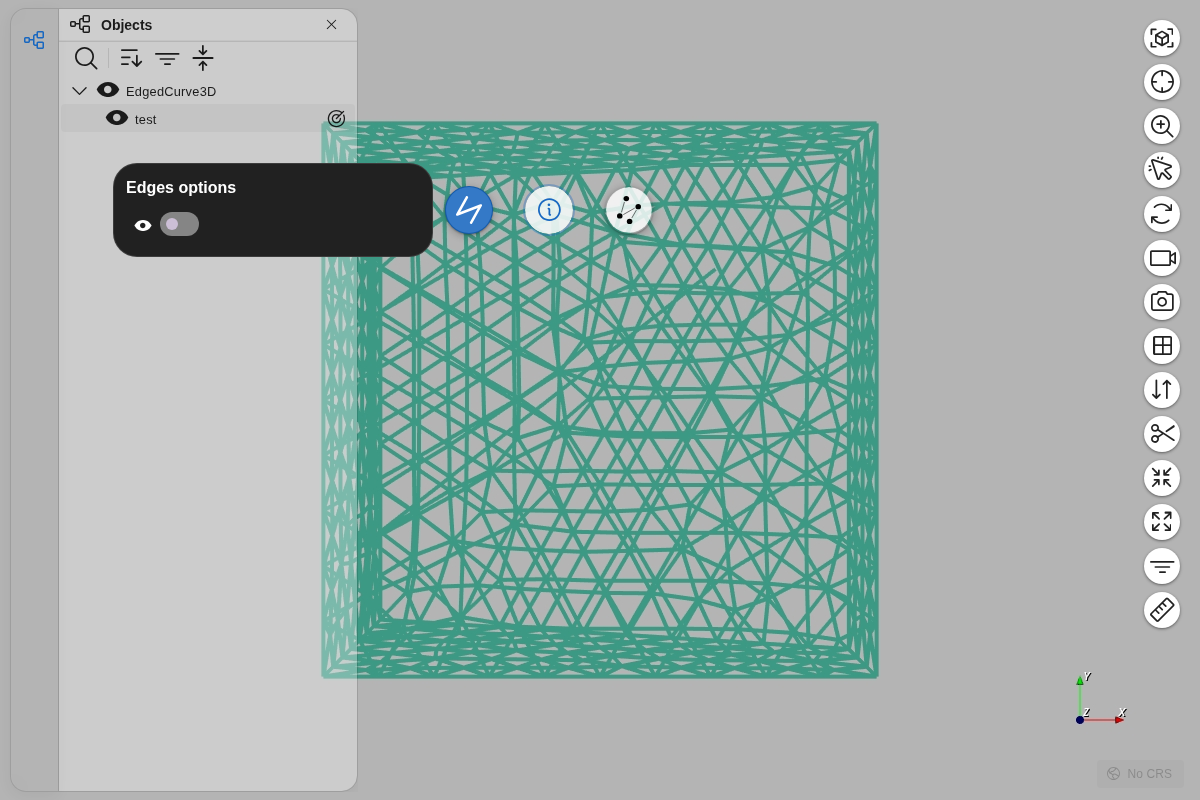 Objects
EdgedCurve3D
test
Edges options
Y
Z
X
No CRS